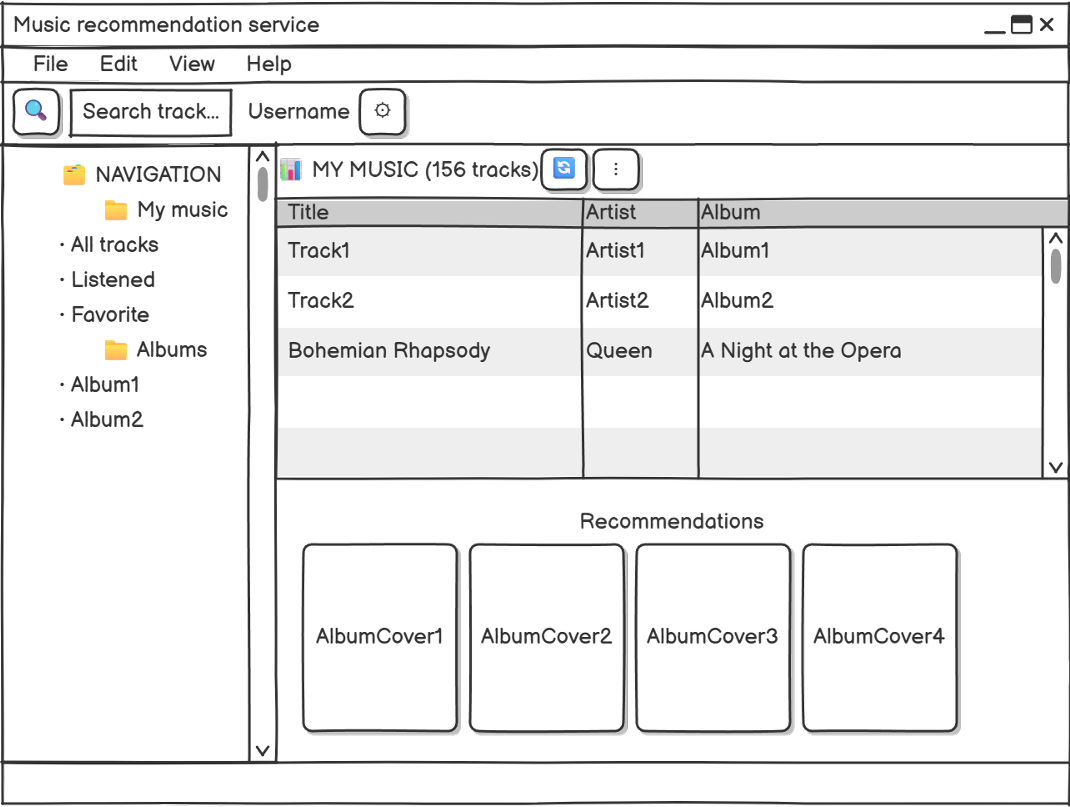 Music recommendation service
File Edit View Help
Search track... Username
NAVIGATION
My music
· All tracks
· Listened
· Favorite
Albums
· Album1
· Album2
MY MUSIC (156 tracks)
Title Artist Album
Track1 Artist1 Album1
Track2 Artist2 Album2
Bohemian Rhapsody Queen A Night at the Opera
Recommendations
AlbumCover1 AlbumCover2 AlbumCover3 AlbumCover4